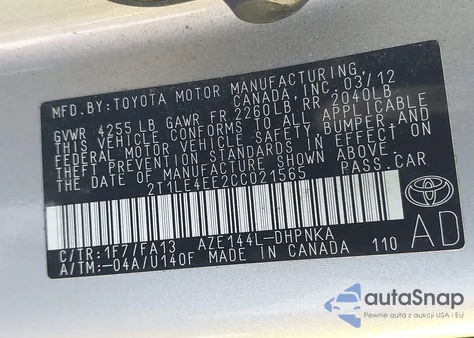 MFD.BY:TOYOTA MOTOR MANUFACTURING,
CANADA, INC. 03/12
GVWR 4255 LB GAWR FR 2260LB RR 2040LB
THIS VEHICLE CONFORMS TO ALL APPLICABLE
FEDERAL MOTOR VEHICLE SAFETY, BUMPER, AND
THEFT PREVENTION STANDARDS IN EFFECT ON
THE DATE OF MANUFACTURE SHOWN ABOVE.
2T1LE4EE2CC021565 PASS.CAR
C/TR:1F7/FA13 AZE144L-DHPNKA
A/TM:-04A/U140F MADE IN CANADA 110
AD
autoSnap
Pewne auta z aukcji USA i EU